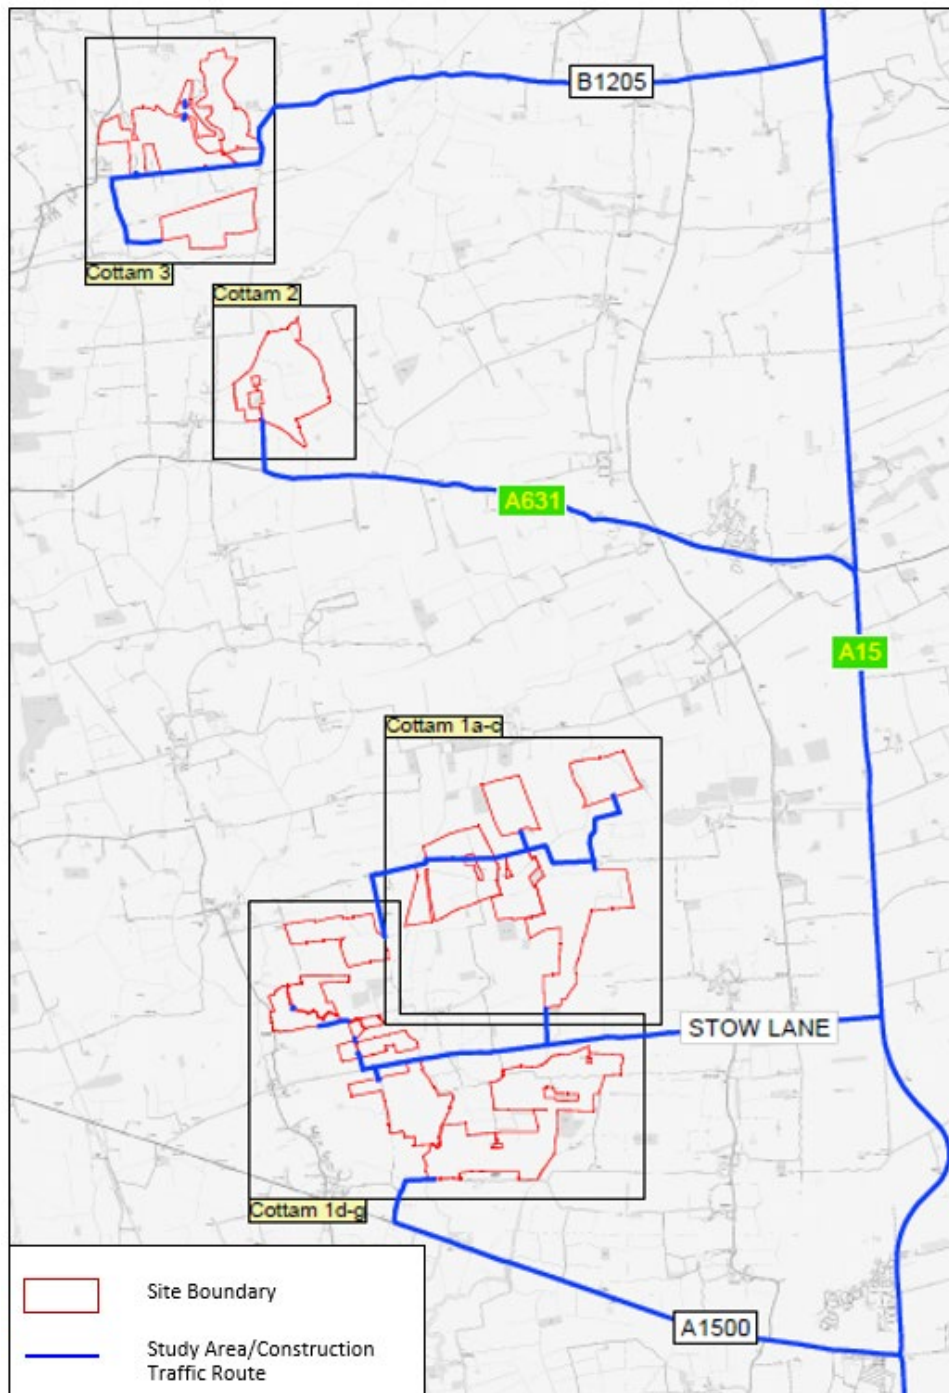 B1205
Cottam 3
Cottam 2
A631
A15
Cottam 1a-c
STOW LANE
Cottam 1d-g
A1500
Site Boundary
Study Area/Construction
Traffic Route